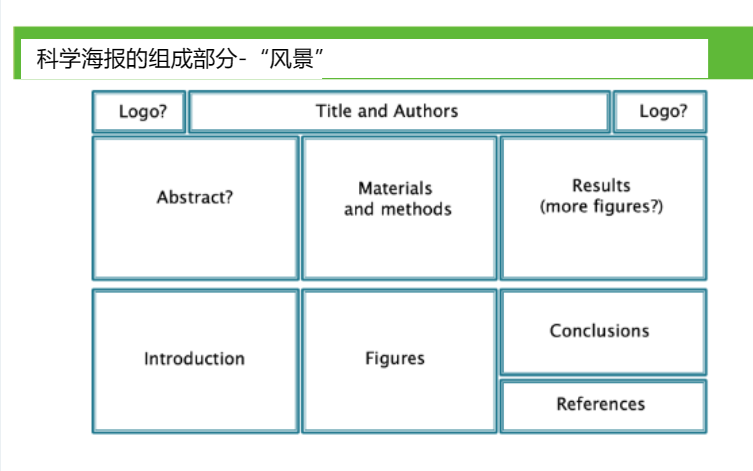 科学海报的组成部分-“风景”
Logo?
Title and Authors
Logo?
Abstract?
Materials
and methods
Results
(more figures?)
Introduction
Figures
Conclusions
References